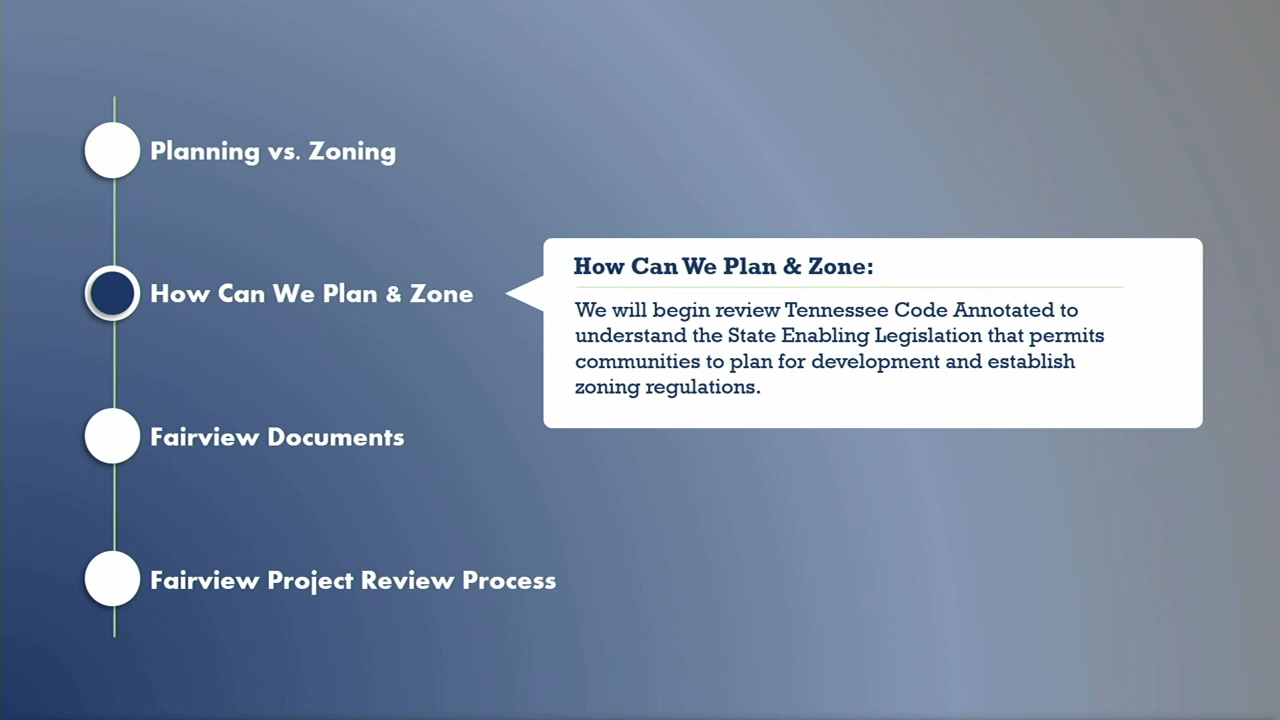 Planning vs. Zoning
How Can We Plan & Zone
How Can We Plan & Zone:
We will begin review Tennessee Code Annotated to
understand the State Enabling Legislation that permits
communities to plan for development and establish
zoning regulations.
Fairview Documents
Fairview Project Review Process